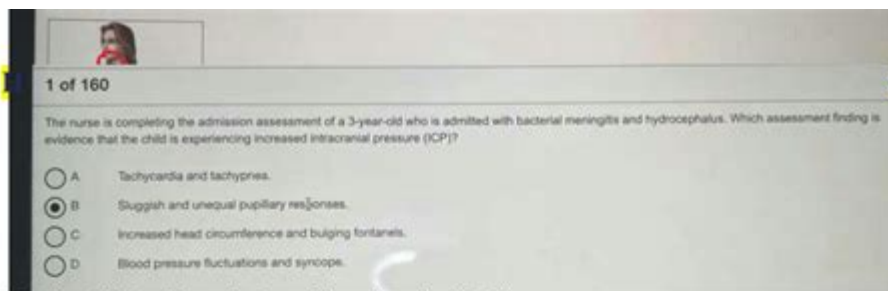 1 of 160
The nurse is completing the admission assessment of a 3-year-old who is admitted with bacterial meningitis and hydrocephalus. Which assessment finding is
evidence that the child is experiencing increased intracranial pressure (ICP)?
A Tachycardia and tachypnea.
B Sluggish and unequal pupillary responses.
C Increased head circumference and bulging fontanels.
D Blood pressure fluctuations and syncope.